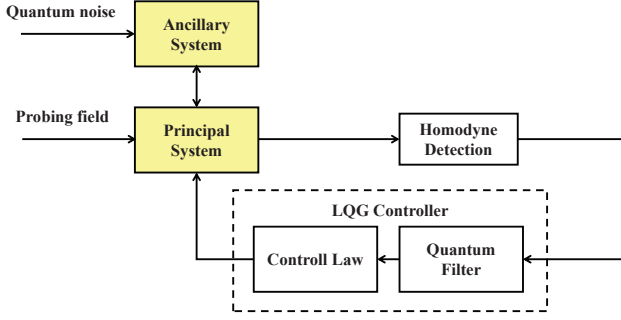 Quantum noise
Ancillary
System
Probing field
Principal
System
Homodyne
Detection
LQG Controller
Controll Law
Quantum
Filter